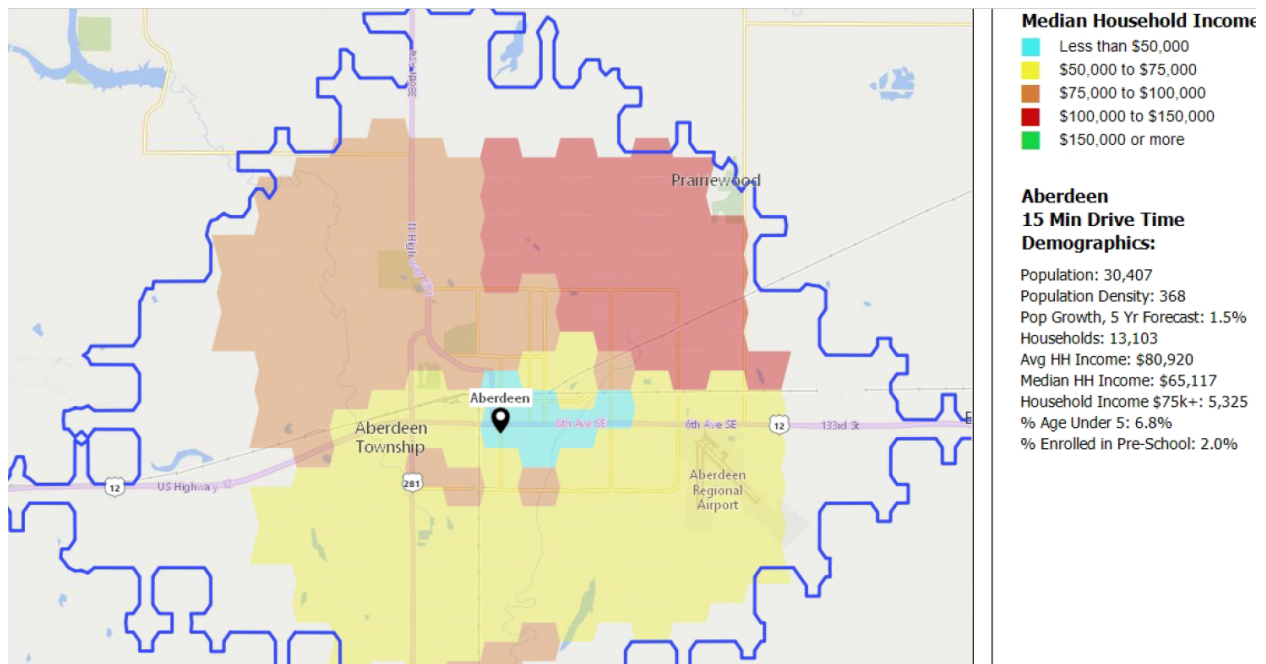 380th Ave
Prairiewood
Aberdeen
6th Ave SE
6th Ave SE
12
133rd St
E
Aberdeen
Township
Aberdeen
Regional
Airport
281
12
US Highway 12
Median Household Income
Less than $50,000
$50,000 to $75,000
$75,000 to $100,000
$100,000 to $150,000
$150,000 or more
Aberdeen
15 Min Drive Time
Demographics:
Population: 30,407
Population Density: 368
Pop Growth, 5 Yr Forecast: 1.5%
Households: 13,103
Avg HH Income: $80,920
Median HH Income: $65,117
Household Income $75k+: 5,325
% Age Under 5: 6.8%
% Enrolled in Pre-School: 2.0%